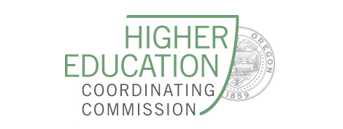 HIGHER
EDUCATION
COORDINATING
COMMISSION
OREGON
1859